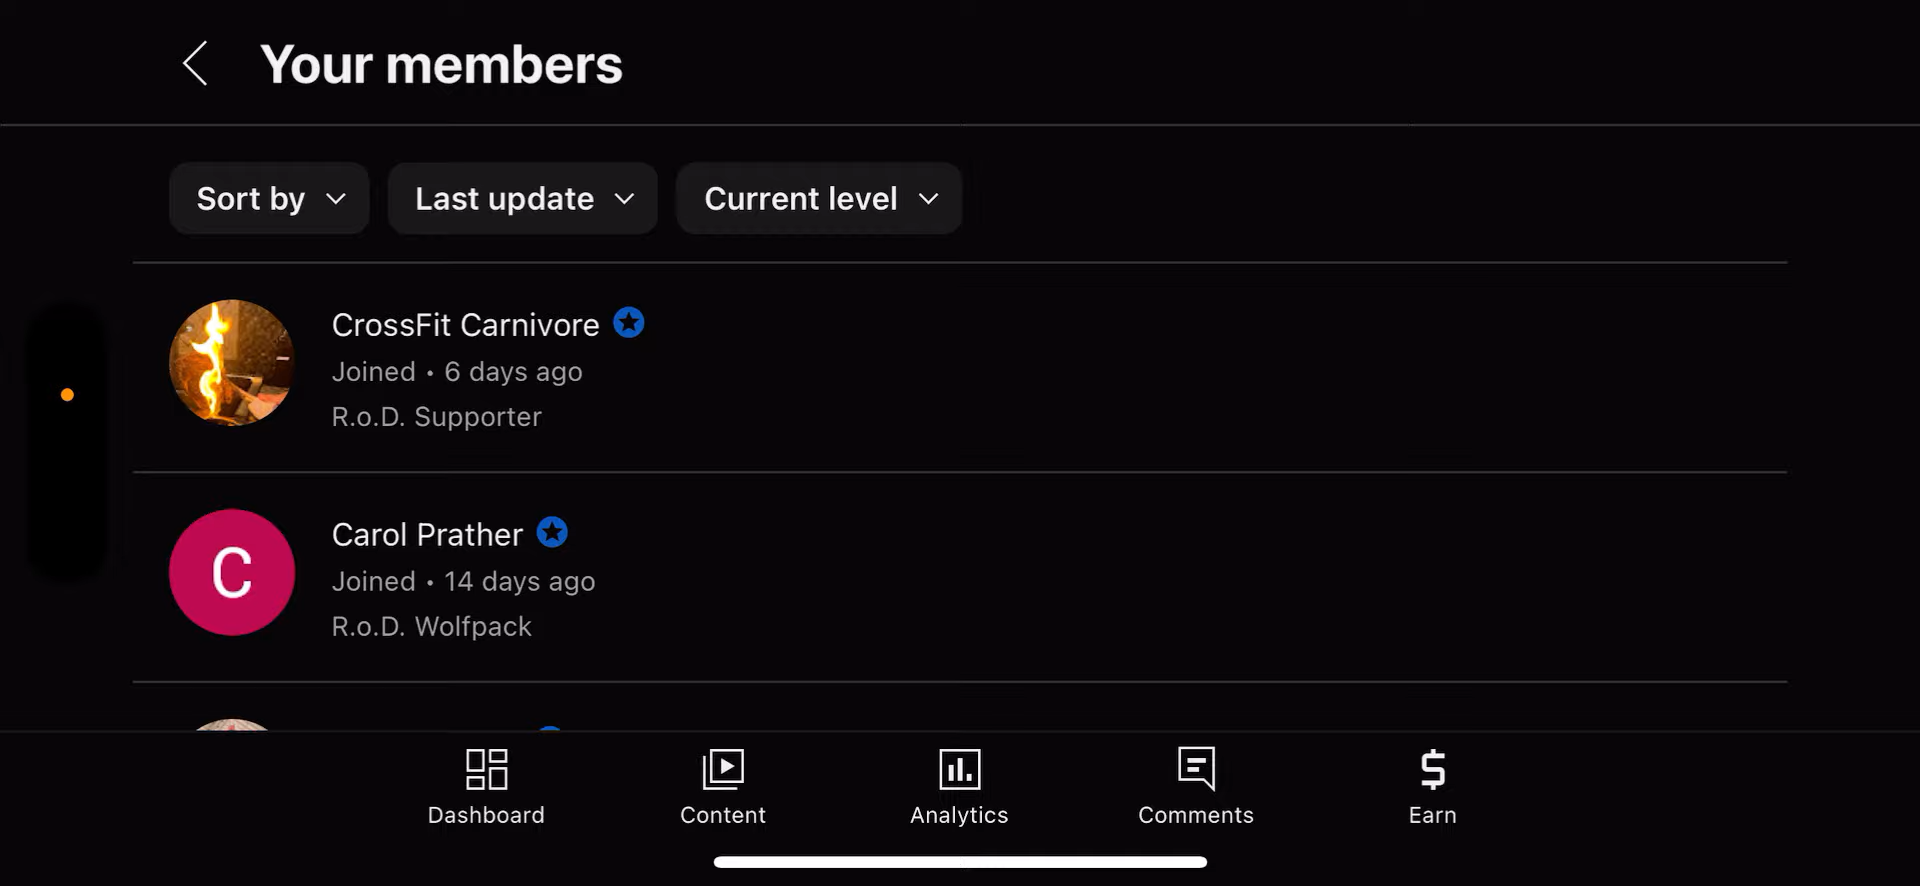 Your members
Sort by
Last update
Current level
CrossFit Carnivore
Joined • 6 days ago
R.o.D. Supporter
C
Carol Prather
Joined • 14 days ago
R.o.D. Wolfpack
Dashboard
Content
Analytics
Comments
Earn